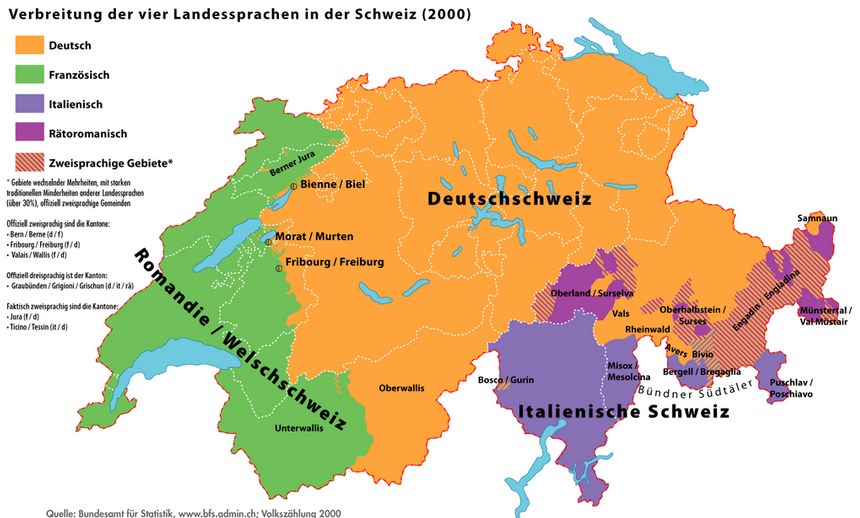 Verbreitung der vier Landessprachen in der Schweiz (2000)
Deutsch
Französisch
Italienisch
Rätoromanisch
Zweisprachige Gebiete*
* Gebiete wechselnder Mehrheiten, mit starken
traditionellen Minderheiten anderer Landessprachen
(über 30%), offiziell zweisprachige Gemeinden
Offiziell zweisprachig sind die Kantone:
• Bern / Berne (d / f)
• Fribourg / Freiburg (f / d)
• Valais / Wallis (f / d)
Offiziell dreisprachig ist der Kanton:
• Graubünden / Grigioni / Grischun (d / it / rä)
Faktisch zweisprachig sind die Kantone:
• Jura (f / d)
• Ticino / Tessin (it / d)
Berner Jura
Bienne / Biel
Morat / Murten
Fribourg / Freiburg
Deutschschweiz
Romandie / Welschschweiz
Samnaun
Engadin / Engiadina
Münstertal /
Val Müstair
Oberland / Surselva
Oberhalbstein /
Surses
Vals
Rheinwald
Avers
Bivio
Bergell / Bregaglia
Misox /
Mesolcina
Puschlav /
Poschiavo
Bündner Südtäler
Bosco / Gurin
Italienische Schweiz
Oberwallis
Unterwallis
Quelle: Bundesamt für Statistik, www.bfs.admin.ch; Volkszählung 2000